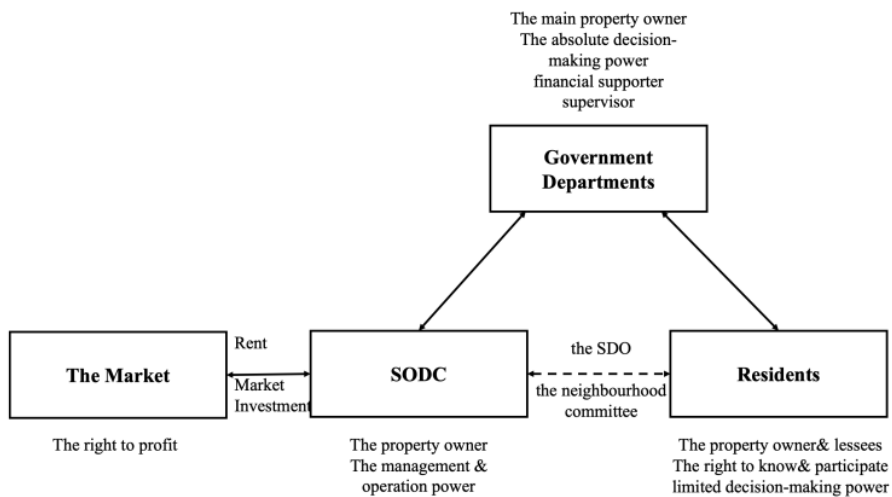 The main property owner
The absolute decision-
making power
financial supporter
supervisor
Government
Departments
The Market
Rent
Market
Investment
SODC
the SDO
the neighbourhood
committee
Residents
The right to profit
The property owner
The management &
operation power
The property owner& lessees
The right to know& participate
limited decision-making power